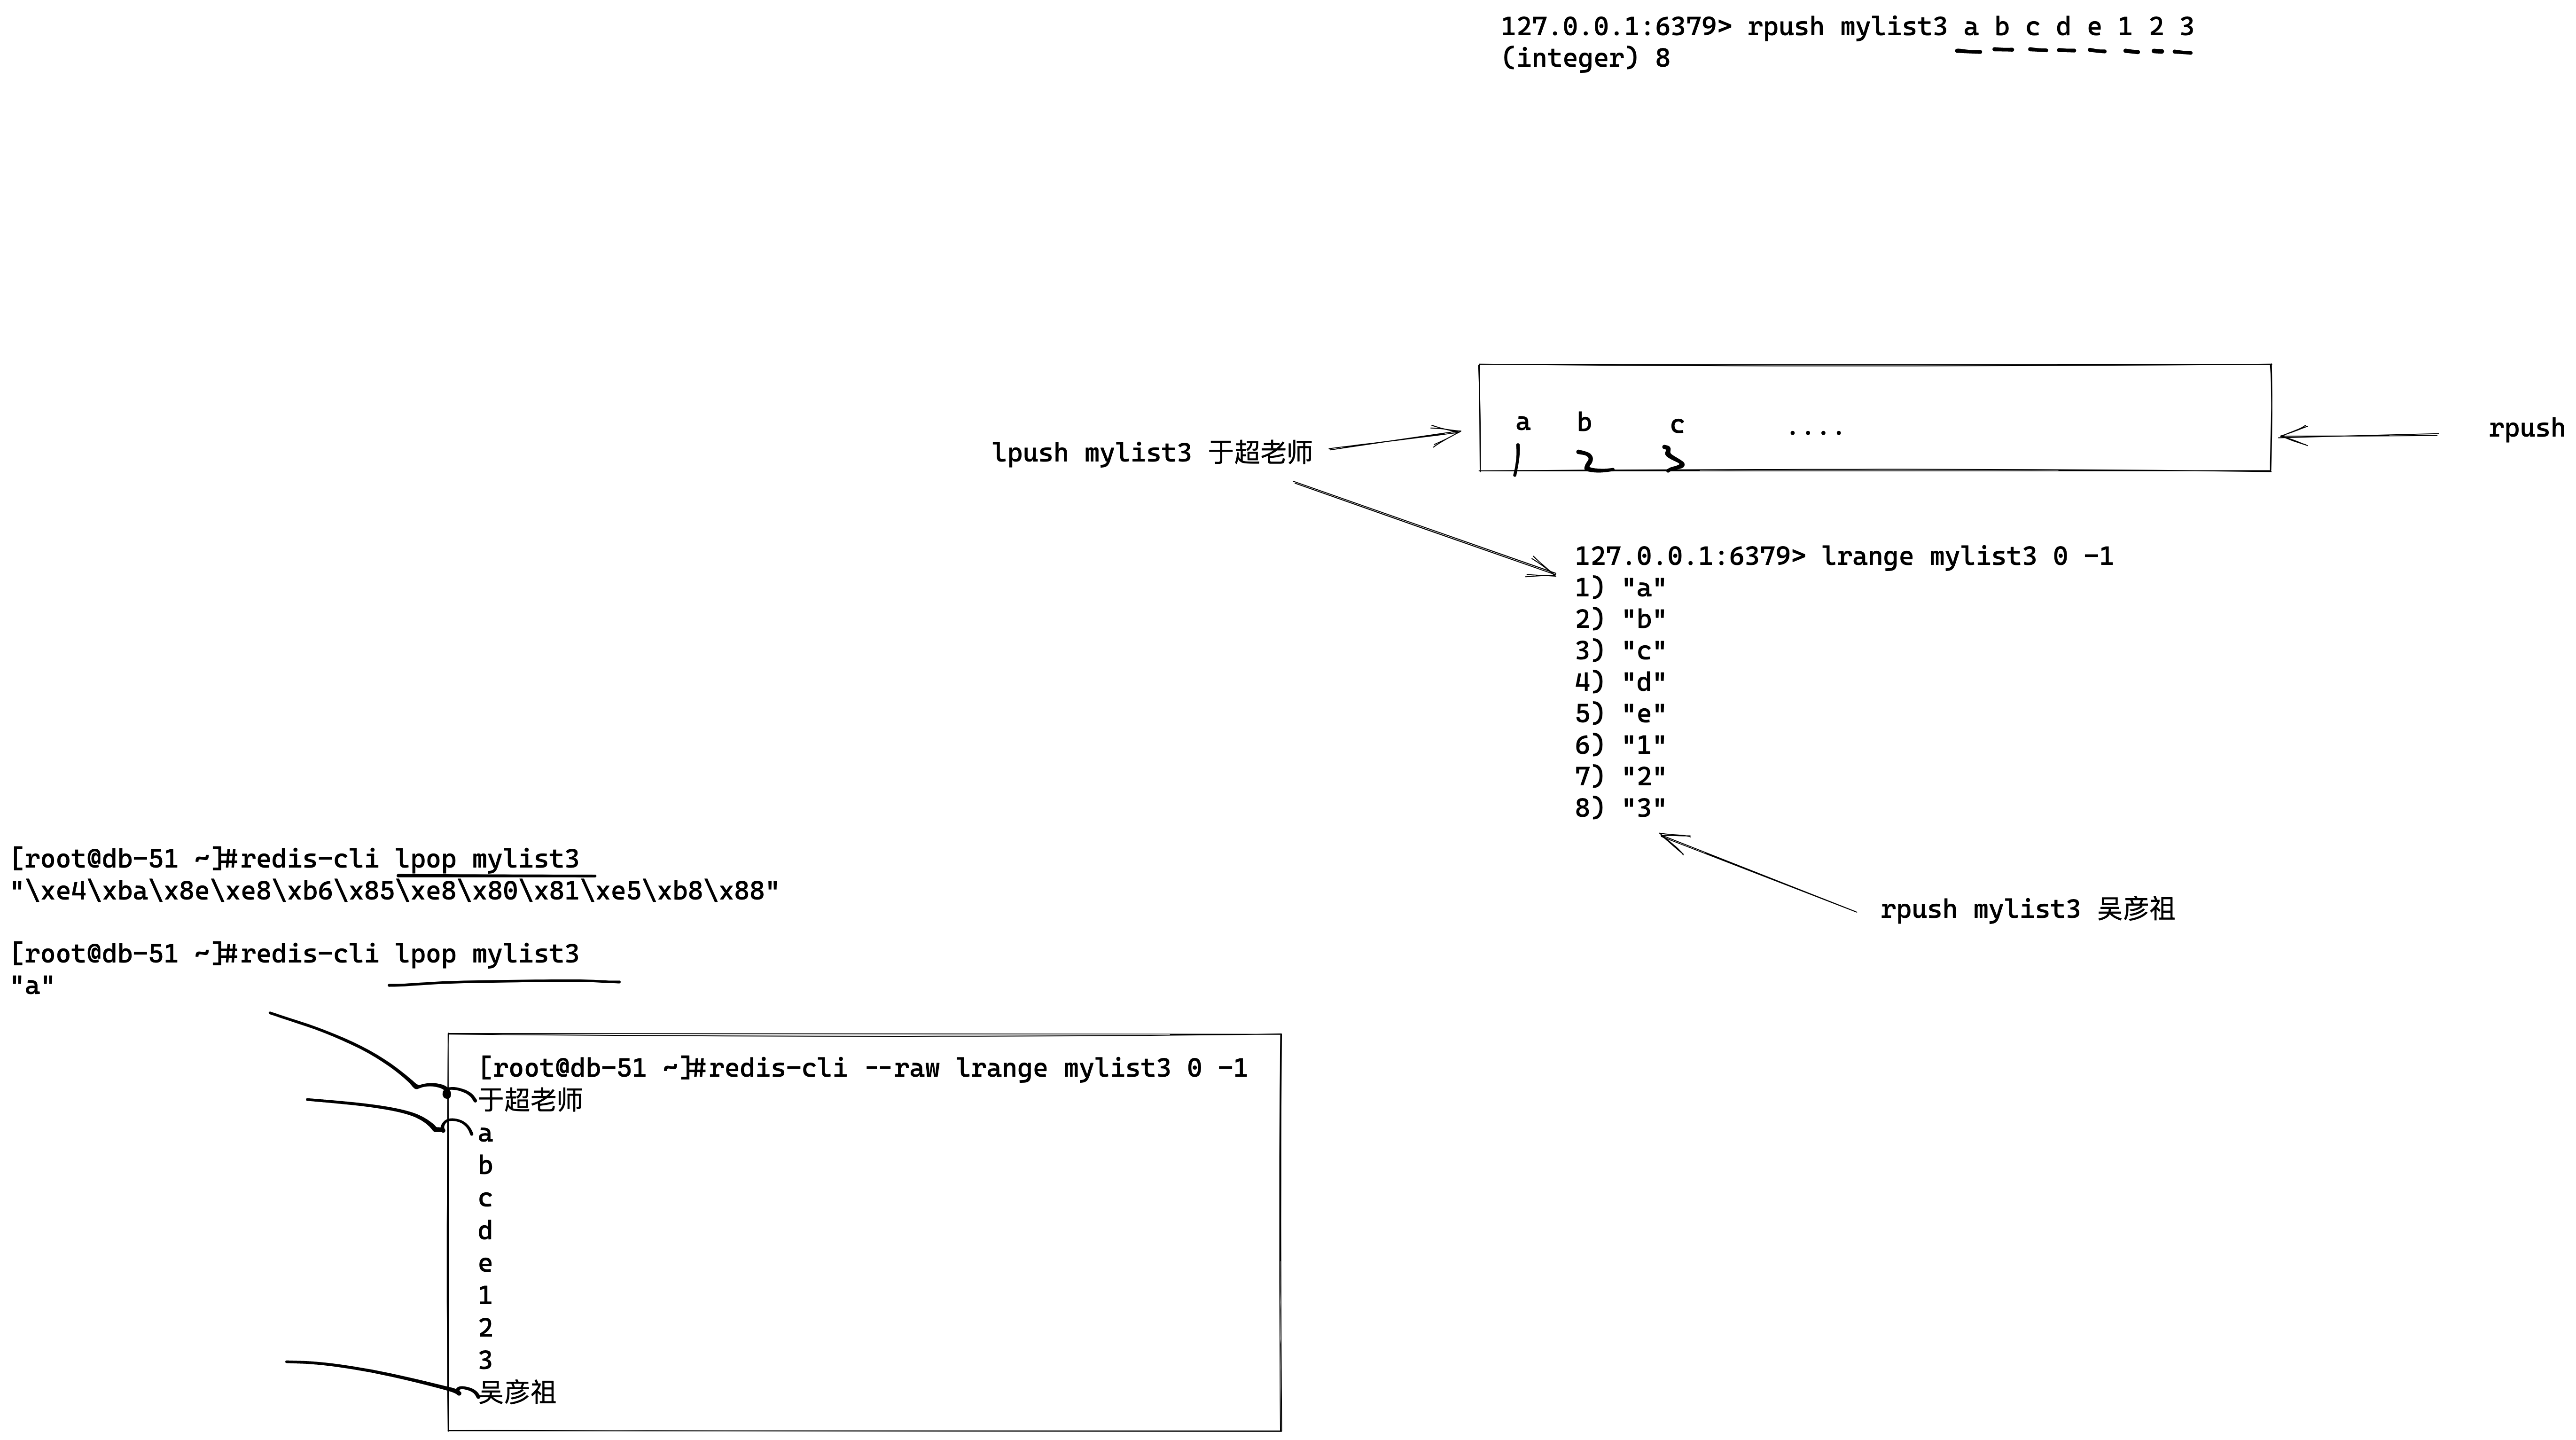 127.0.0.1:6379> rpush mylist3 a b c d e 1 2 3
(integer) 8
a b c ....
1 2 3
lpush mylist3 于超老师
rpush
127.0.0.1:6379> lrange mylist3 0 -1
1) "a"
2) "b"
3) "c"
4) "d"
5) "e"
6) "1"
7) "2"
8) "3"
rpush mylist3 吴彦祖
[root@db-51 ~]#redis-cli lpop mylist3
"\xe4\xba\x8e\xe8\xb6\x85\xe8\x80\x81\xe5\xb8\x88"
[root@db-51 ~]#redis-cli lpop mylist3
"a"
[root@db-51 ~]#redis-cli --raw lrange mylist3 0 -1
于超老师
a
b
c
d
e
1
2
3
吴彦祖